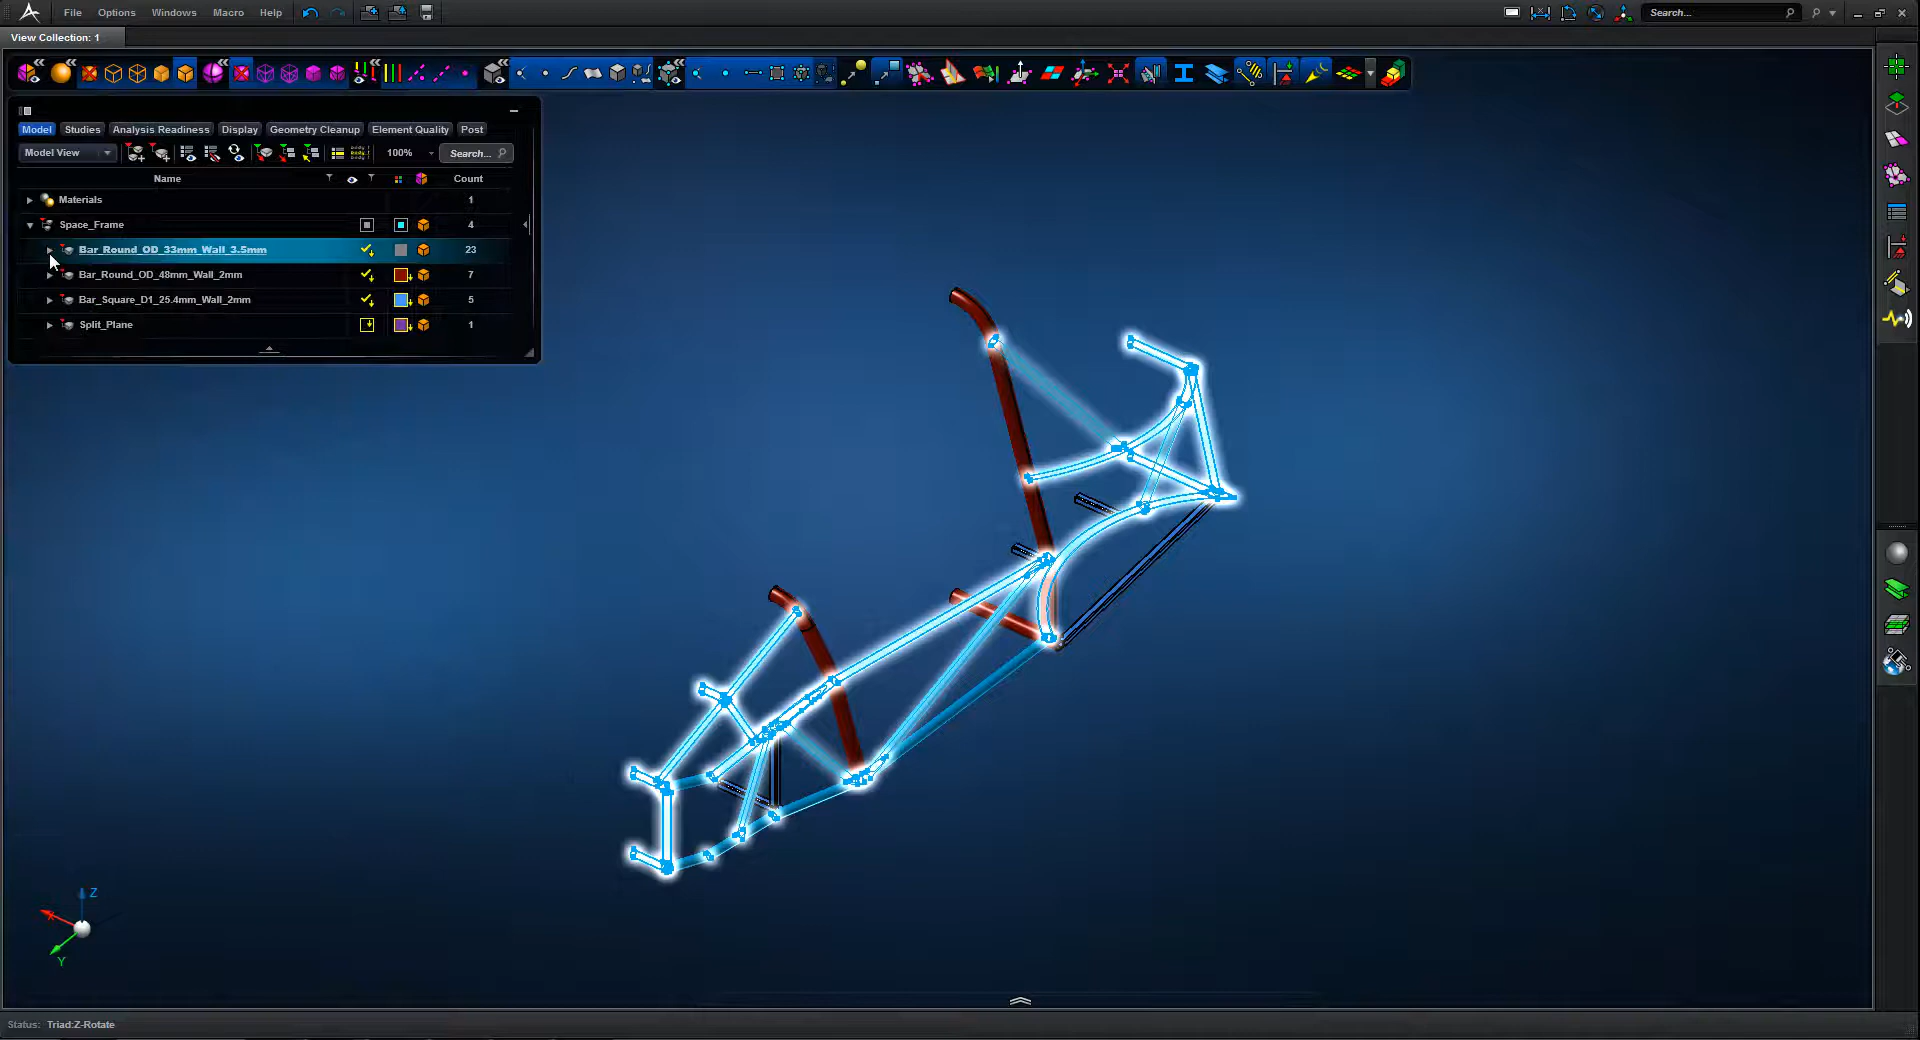 File Options Windows Macro Help Search...
View Collection: 1
Model Studies Analysis Readiness Display Geometry Cleanup Element Quality Post
Model View 100% Search...
Name Count
Materials 1
Space_Frame 4
Bar_Round_OD_33mm_Wall_3.5mm 23
Bar_Round_OD_48mm_Wall_2mm 7
Bar_Square_D1_25.4mm_Wall_2mm 5
Split_Plane 1
Z
X
Y
Status: Triad:Z-Rotate